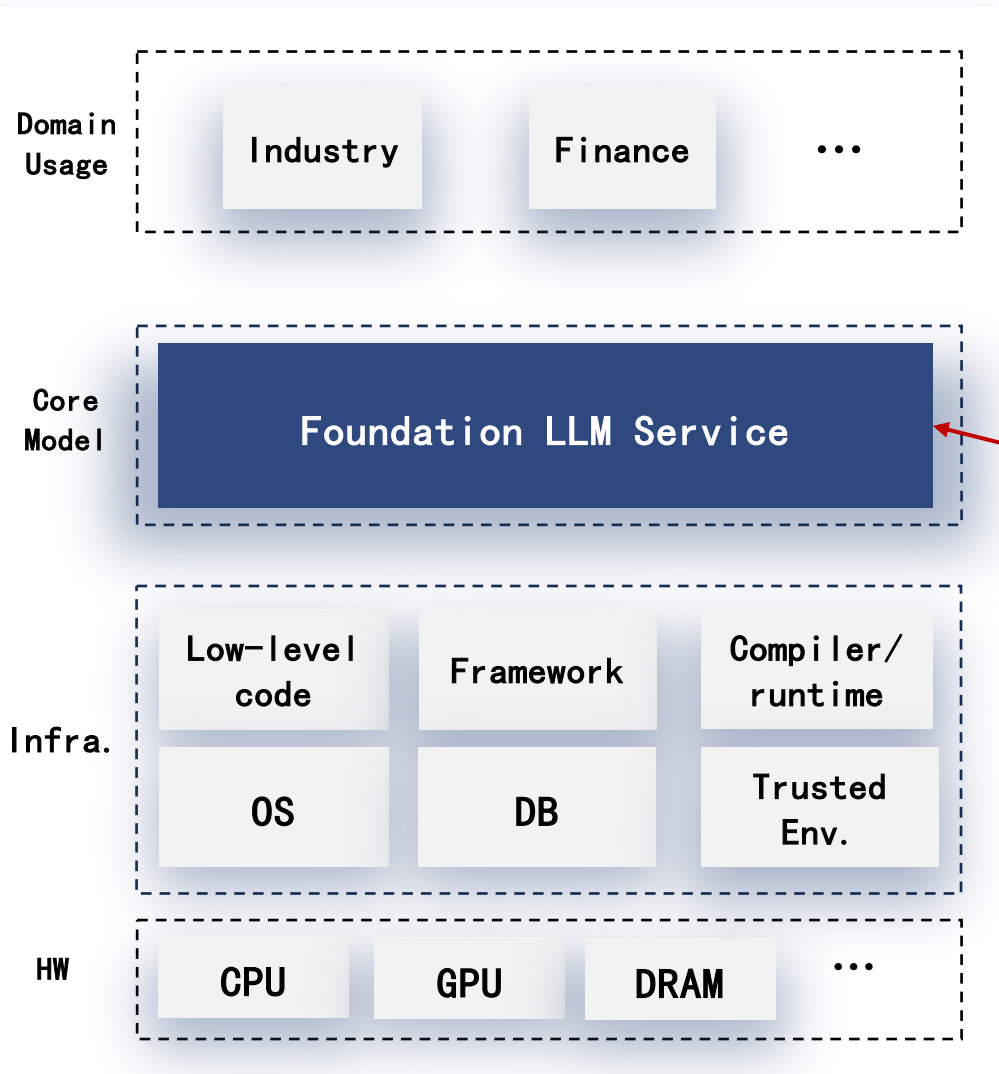 Domain
Usage
Industry
Finance
...
Core
Model
Foundation LLM Service
Infra.
Low-level
code
Framework
Compiler/
runtime
OS
DB
Trusted
Env.
HW
CPU
GPU
DRAM
...